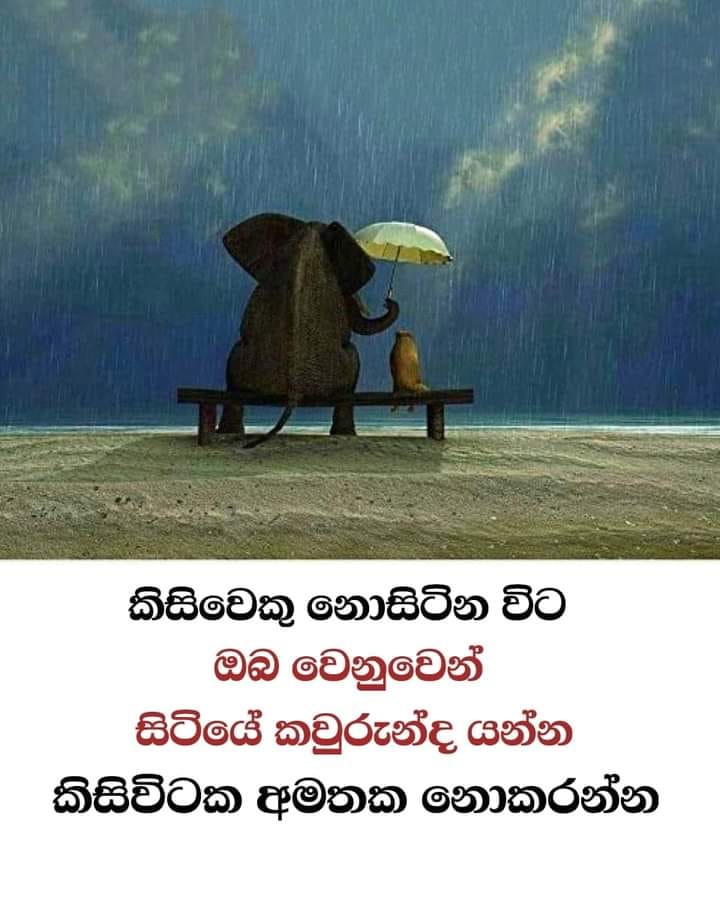 කිසිවෙකු නොසිටින විට
ඔබ වෙනුවෙන්
සිටියේ කවුරුන්ද යන්න
කිසිවිටක අමතක නොකරන්න